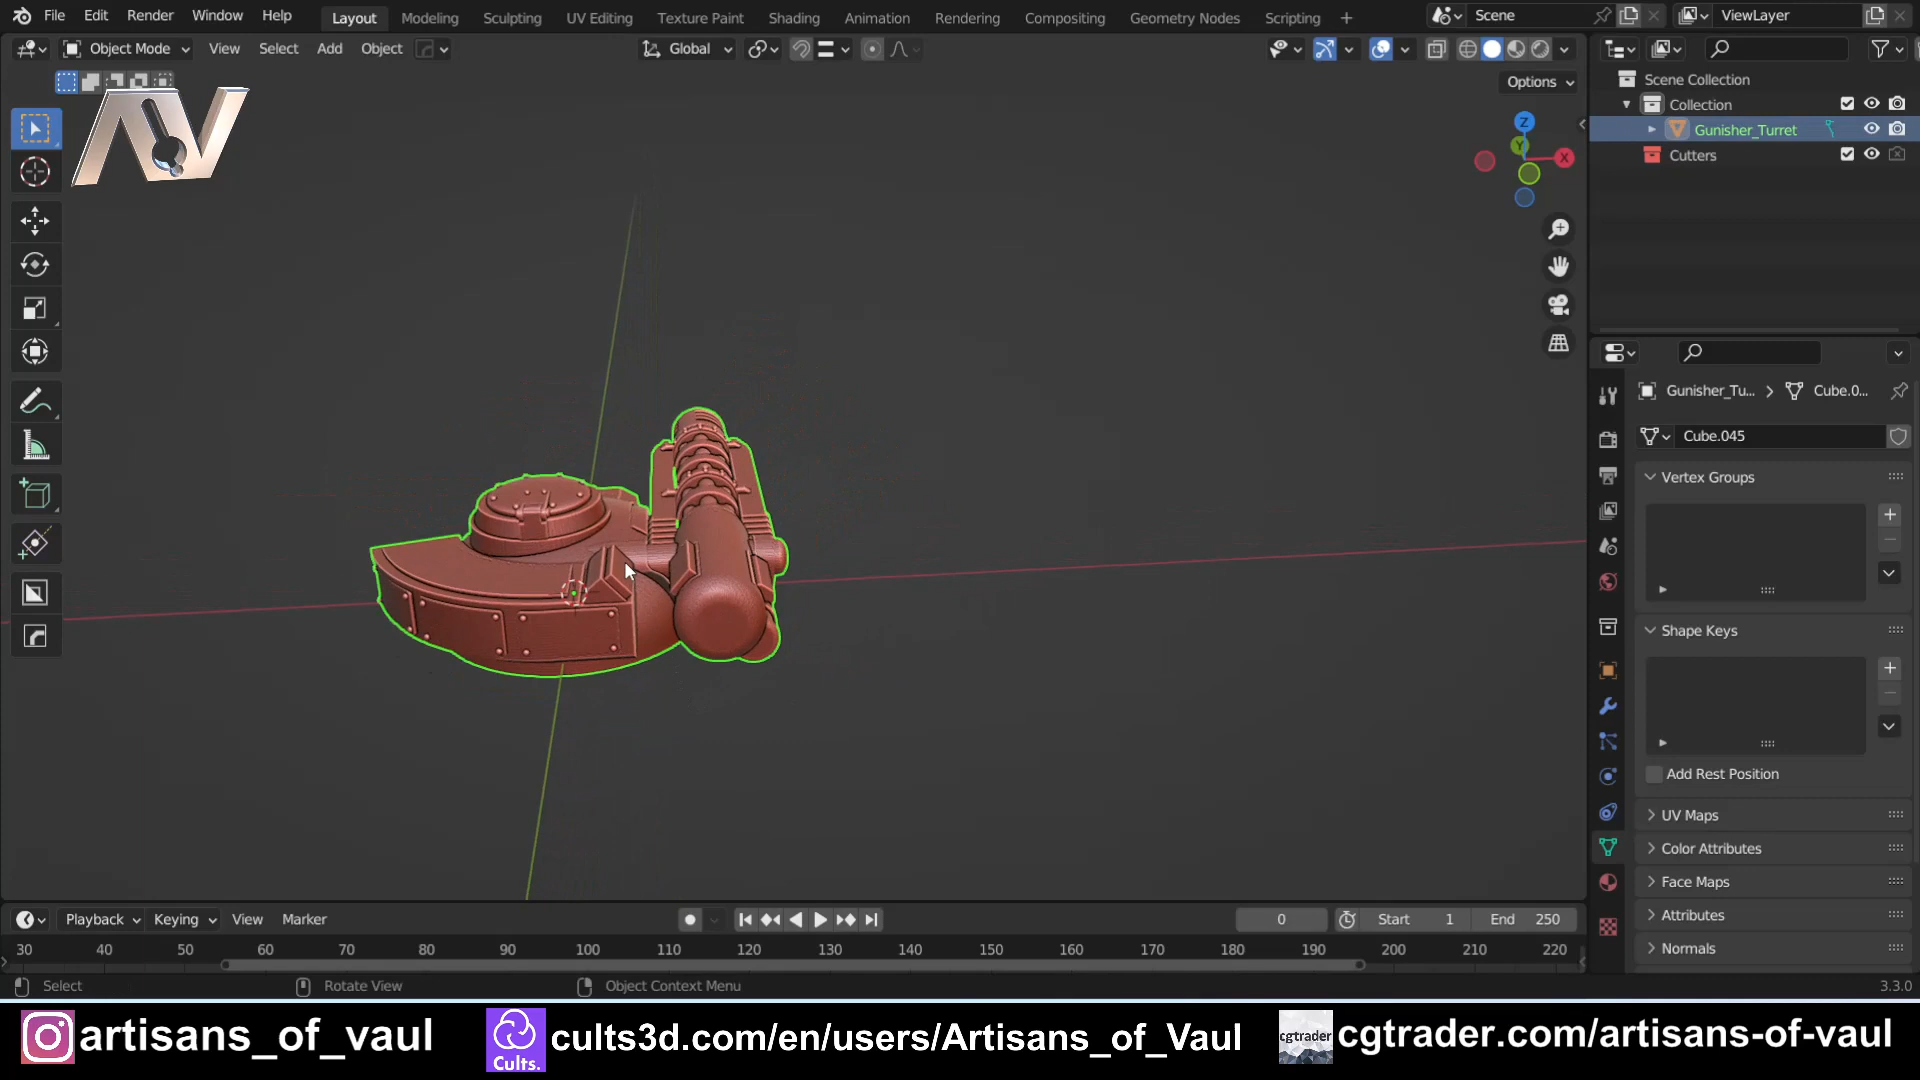 File Edit Render Window Help Layout Modeling Sculpting UV Editing Texture Paint Shading Animation Rendering Compositing Geometry Nodes Scripting + Scene ViewLayer
Object Mode View Select Add Object Global
Options
AV
Z
Y
X
Scene Collection
Collection
Gunisher_Turret
Cutters
Gunisher_Tu... > Cube.0...
Cube.045
Vertex Groups
Shape Keys
Add Rest Position
UV Maps
Color Attributes
Face Maps
Attributes
Normals
Playback Keying View Marker 0 Start 1 End 250
30 40 50 60 70 80 90 100 110 120 130 140 150 160 170 180 190 200 210 220
Select Rotate View Object Context Menu 3.3.0
artisans_of_vaul Cults. cults3d.com/en/users/Artisans_of_Vaul cgtrader cgtrader.com/artisans-of-vaul